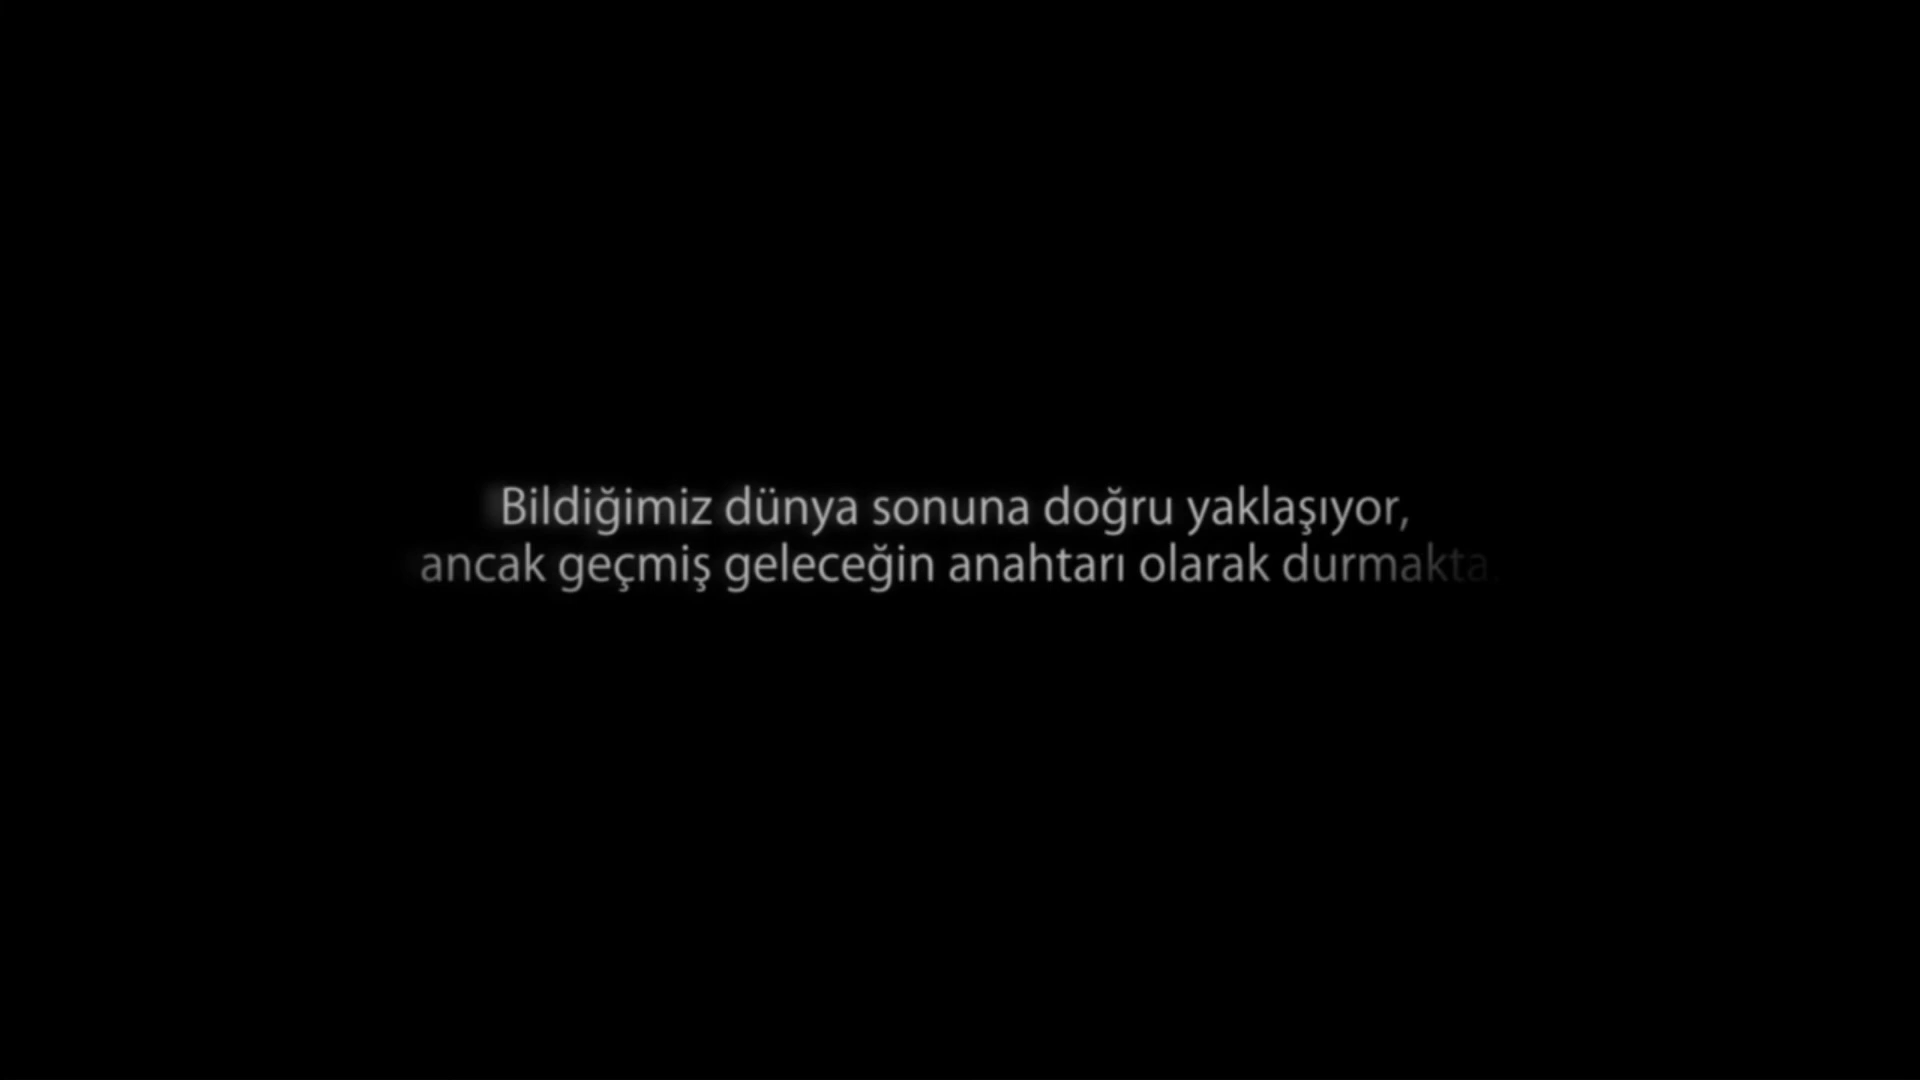 Bildiğimiz dünya sonuna doğru yaklaşıyor,
ancak geçmiş geleceğin anahtarı olarak durmakta.